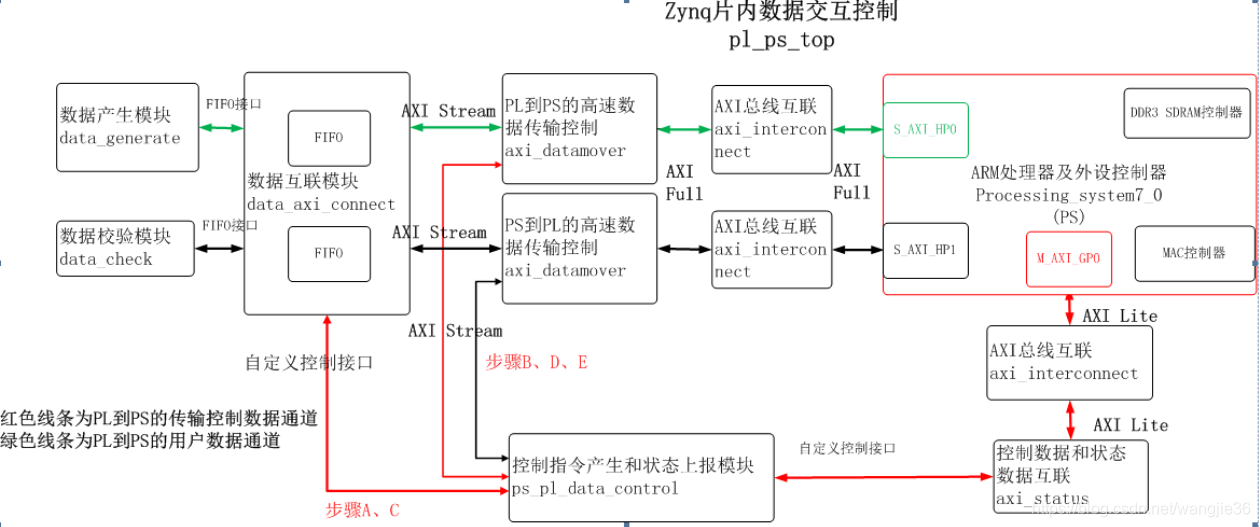 Zynq片内数据交互控制
pl_ps_top
数据产生模块
data_generate
FIFO接口
FIFO
数据互联模块
data_axi_connect
FIFO
数据校验模块
data_check
FIFO接口
AXI Stream
PL到PS的高速数
据传输控制
axi_datamover
AXI总线互联
axi_intercon
nect
AXI
Full
AXI
Full
S_AXI_HP0
DDR3 SDRAM控制器
ARM处理器及外设控制器
Processing_system7_0
(PS)
AXI Stream
PS到PL的高速数
据传输控制
axi_datamover
AXI总线互联
axi_intercon
nect
S_AXI_HP1
M_AXI_GP0
MAC控制器
AXI Lite
AXI Stream
自定义控制接口
步骤B、D、E
AXI总线互联
axi_interconnect
AXI Lite
红色线条为PL到PS的传输控制数据通道
绿色线条为PL到PS的用户数据通道
控制指令产生和状态上报模块
ps_pl_data_control
自定义控制接口
控制数据和状态
数据互联
axi_status
步骤A、C
https://blog.csdn.net/wangjie36